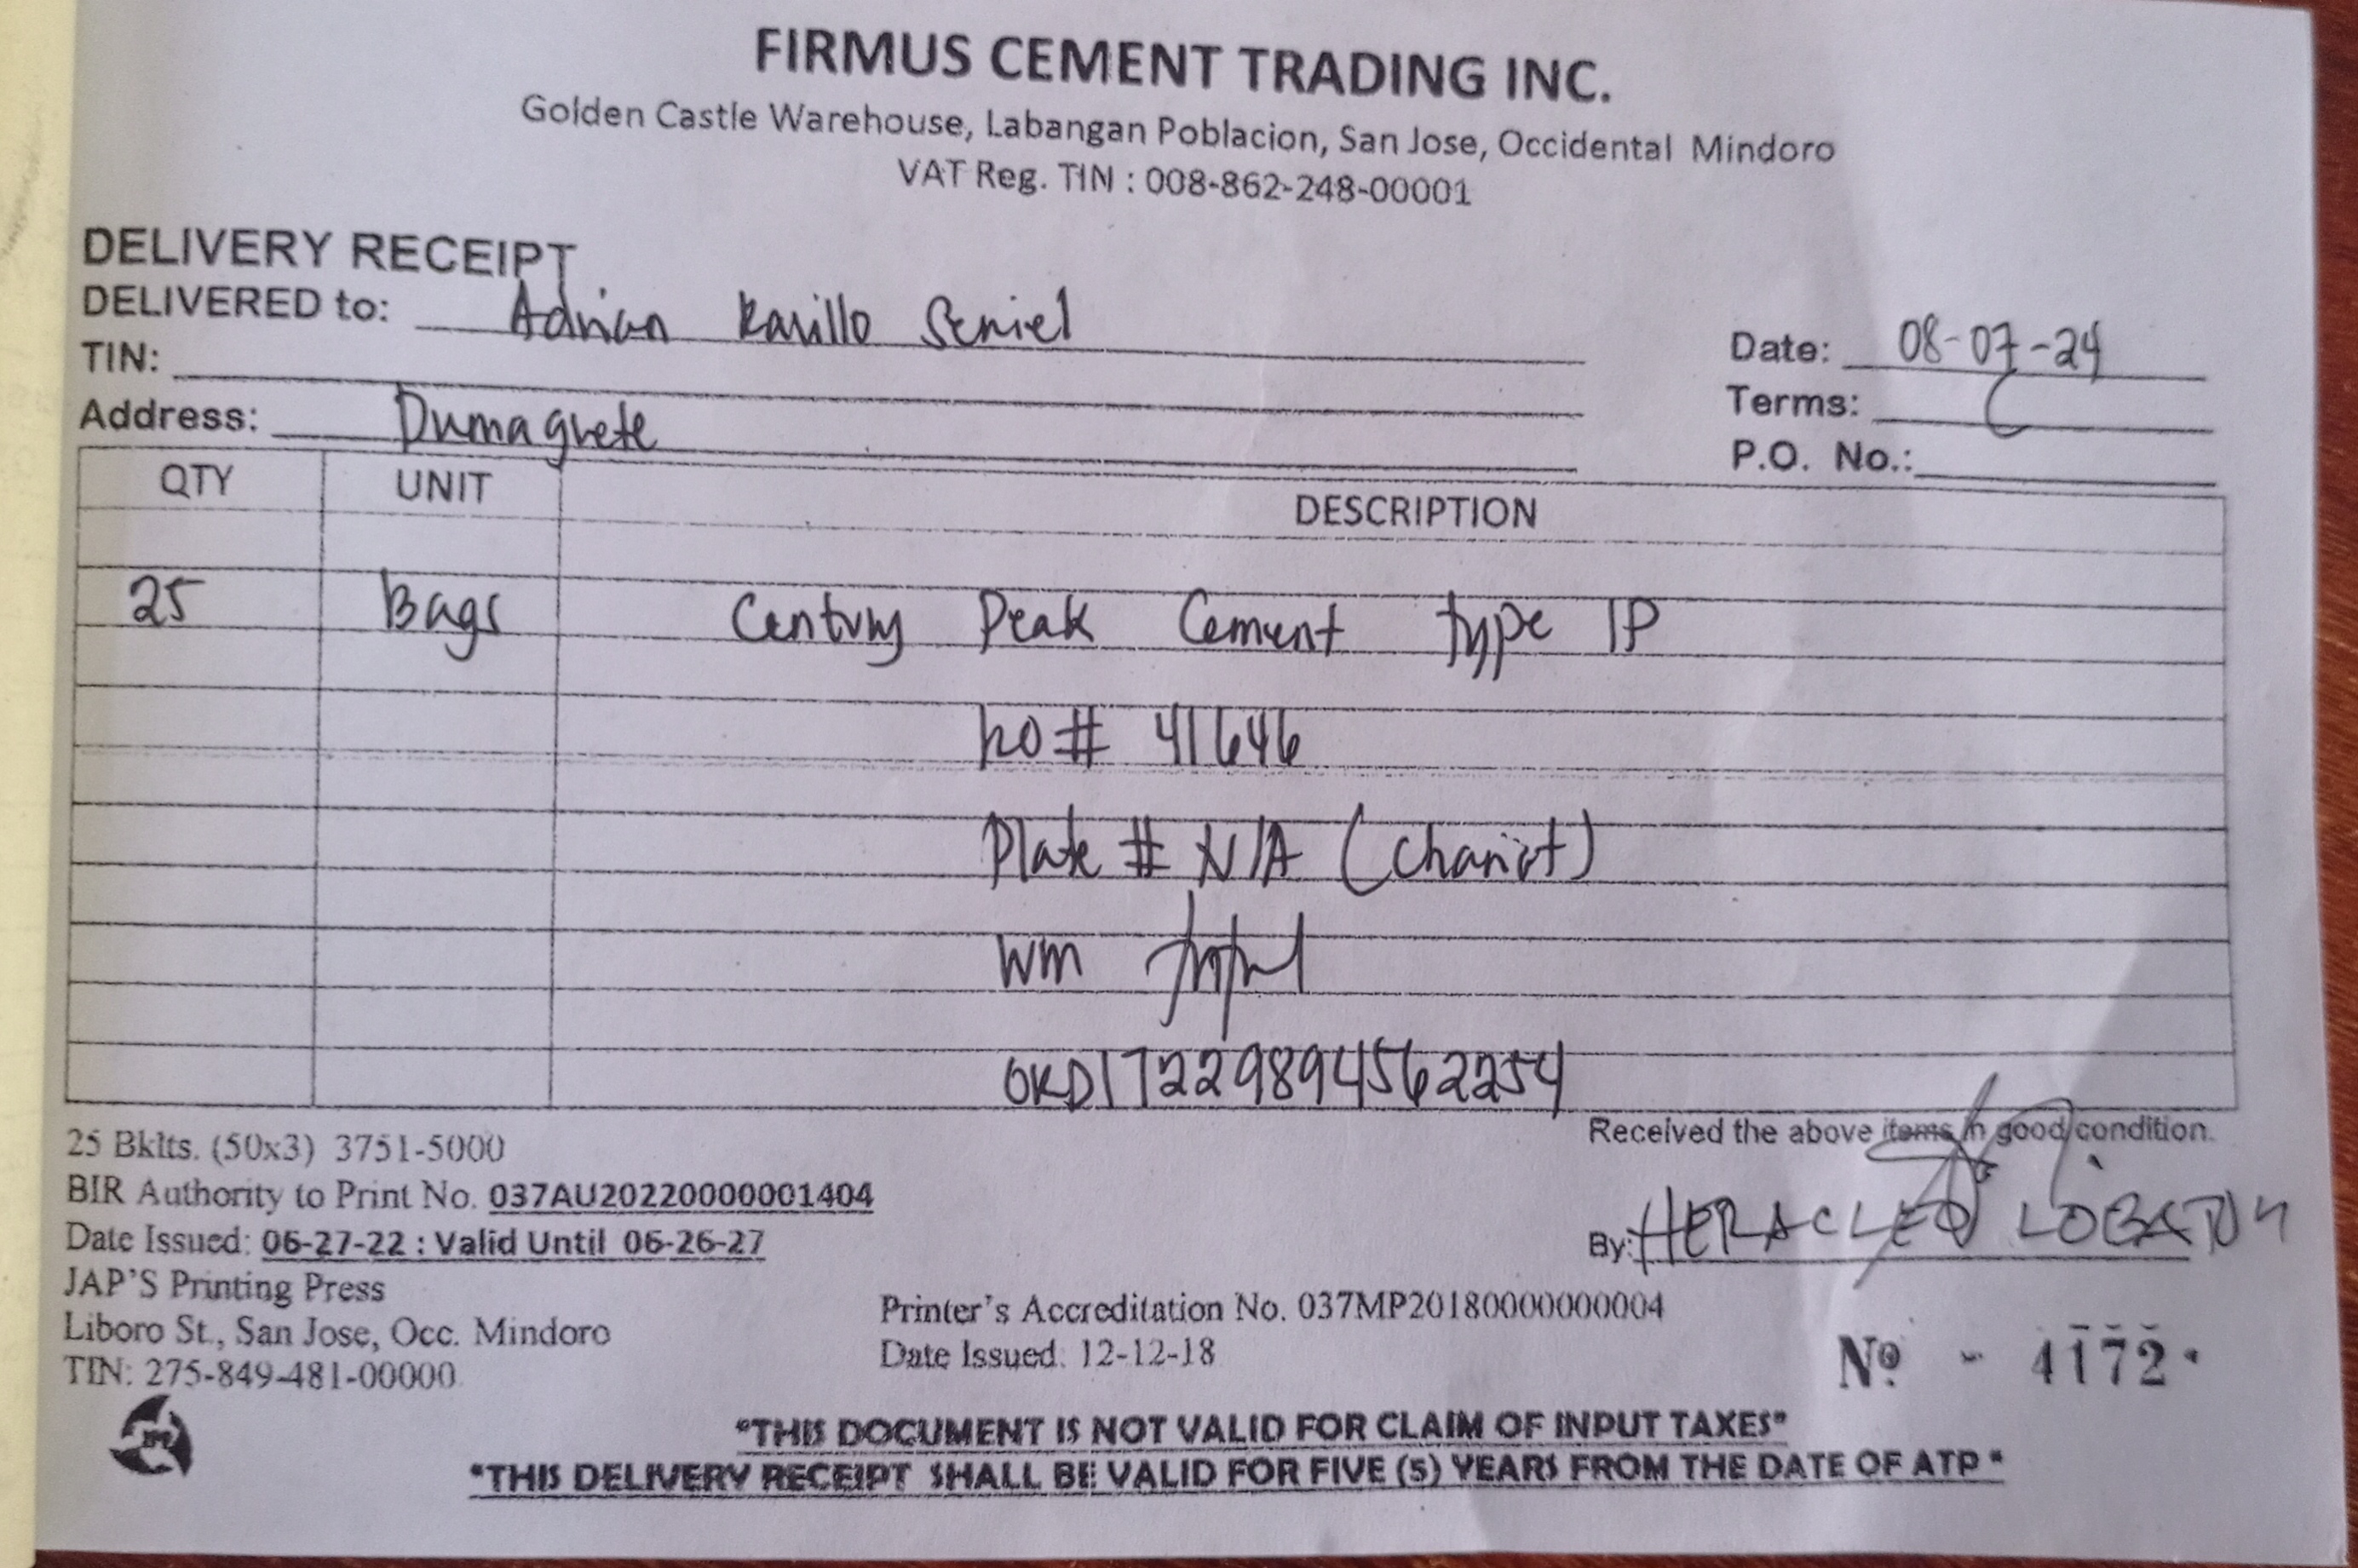 FIRMUS CEMENT TRADING INC.
Golden Castle Warehouse, Labangan Poblacion, San Jose, Occidental Mindoro
VAT Reg. TIN : 008-862-248-00001
DELIVERY RECEIPT
DELIVERED to: Adrian Karillo Seniel
Date: 08-07-24
TIN:
Terms:
Address: Dumaguete
P.O. No.:
QTY UNIT DESCRIPTION
25 Bags Century Peak Cement Type IP
# 41646
Plate # N/A (Chariot)
WM
OKD17229894562254
25 Bklts. (50x3) 3751-5000
Received the above items in good condition.
BIR Authority to Print No. 037AU20220000001404
Date Issued: 06-27-22 : Valid Until 06-26-27
By: HERACLEO LOBATON
JAP'S Printing Press
Liboro St., San Jose, Occ. Mindoro
TIN: 275-849-481-00000
Printer's Accreditation No. 037MP20180000000004
Date Issued: 12-12-18
Nº - 4172
"THIS DOCUMENT IS NOT VALID FOR CLAIM OF INPUT TAXES"
"THIS DELIVERY RECEIPT SHALL BE VALID FOR FIVE (5) YEARS FROM THE DATE OF ATP"